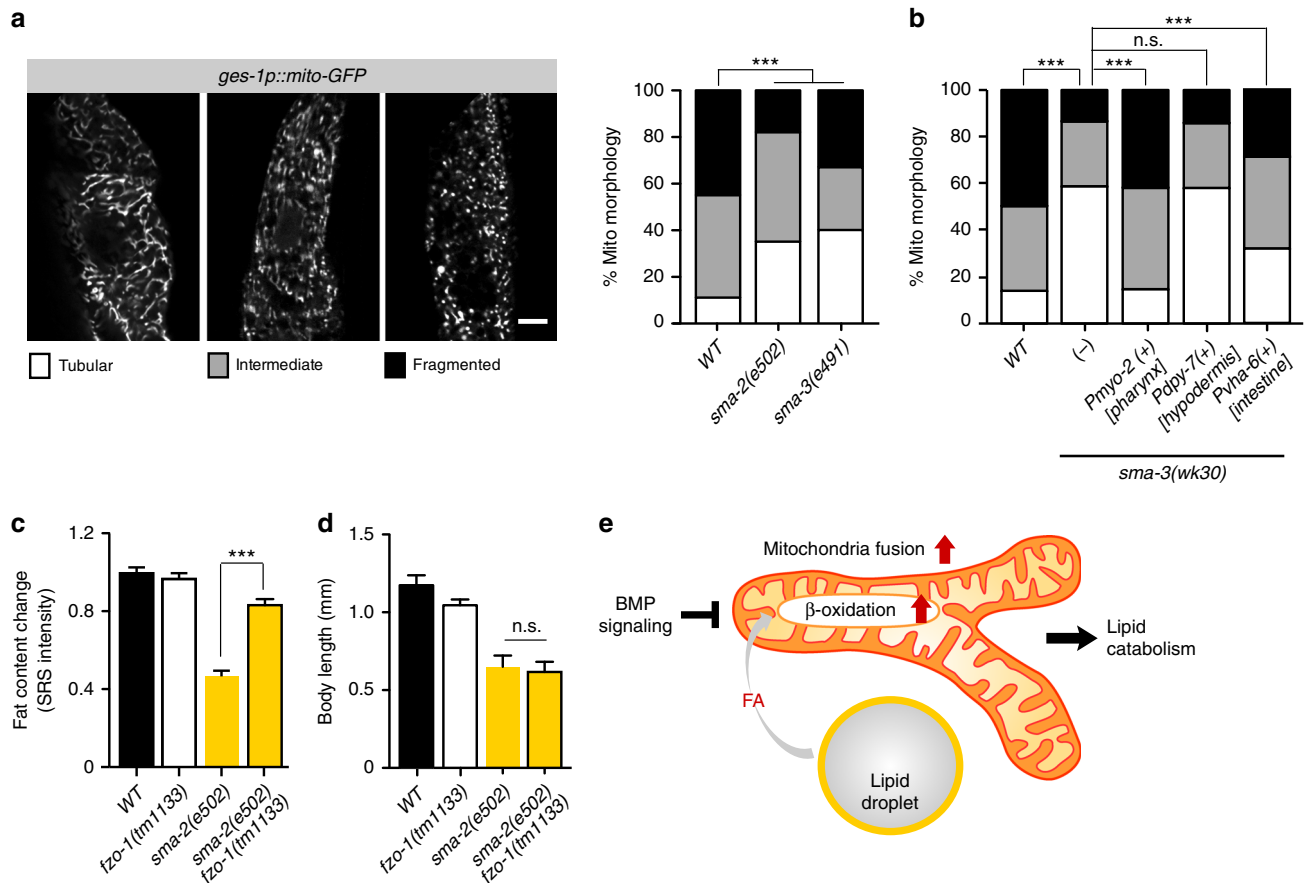 a
ges-1p::mito-GFP
Tubular
Intermediate
Fragmented
***
% Mito morphology
100
80
60
40
20
0
WT
sma-2(e502)
sma-3(e491)
b
***
n.s.
***
***
% Mito morphology
100
80
60
40
20
0
WT
(–)
Pmyo-2 (+)
[pharynx]
Pdpy-7(+)
[hypodermis]
Pvha-6(+)
[intestine]
sma-3(wk30)
c
Fat content change
(SRS intensity)
1.2
0.8
0.4
0
***
WT
fzo-1(tm1133)
sma-2(e502)
sma-2(e502)
fzo-1(tm1133)
d
Body length (mm)
1.5
1.0
0.5
0
n.s.
WT
fzo-1(tm1133)
sma-2(e502)
sma-2(e502)
fzo-1(tm1133)
e
Mitochondria fusion
BMP
signaling
β-oxidation
Lipid
catabolism
FA
Lipid
droplet